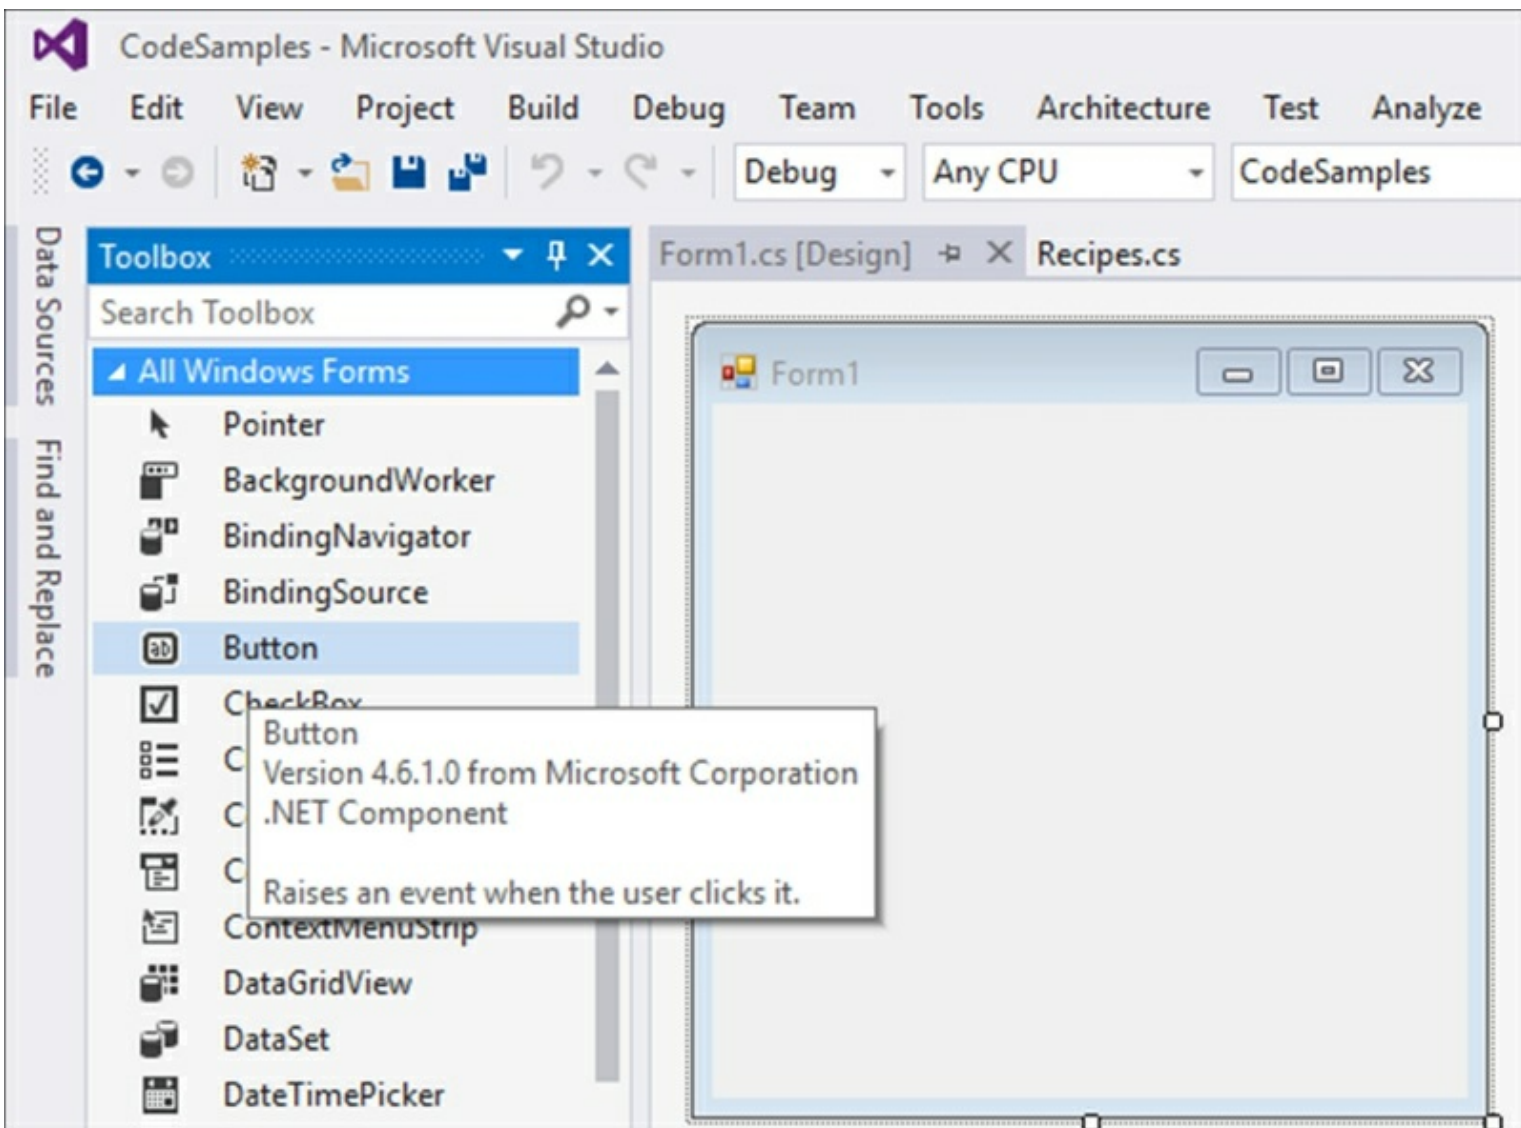 CodeSamples - Microsoft Visual Studio
File Edit View Project Build Debug Team Tools Architecture Test Analyze
Debug Any CPU CodeSamples
Data Sources
Find and Replace
Toolbox
Search Toolbox
All Windows Forms
Pointer
BackgroundWorker
BindingNavigator
BindingSource
Button
CheckBox
C
C
C
ContextMenuStrip
DataGridView
DataSet
DateTimePicker
Button
Version 4.6.1.0 from Microsoft Corporation
.NET Component
Raises an event when the user clicks it.
Form1.cs [Design] Recipes.cs
Form1